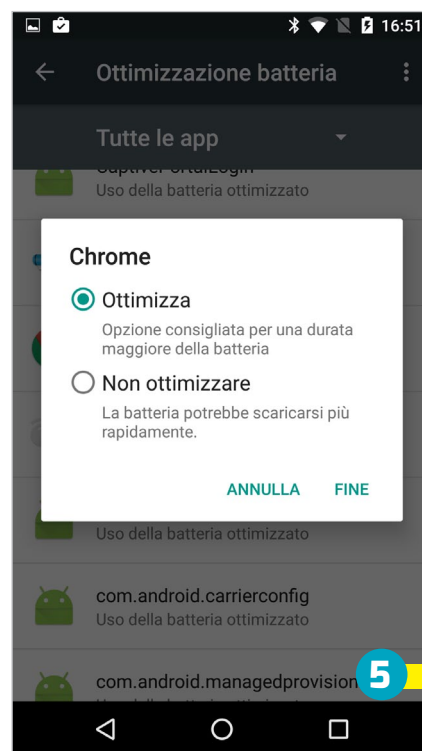 16:51
Ottimizzazione batteria
Tutte le app
CaptivePortalLogin
Uso della batteria ottimizzato
Chrome
Ottimizza
Opzione consigliata per una durata
maggiore della batteria
Non ottimizzare
La batteria potrebbe scaricarsi più
rapidamente.
ANNULLA FINE
Uso della batteria ottimizzato
com.android.carrierconfig
Uso della batteria ottimizzato
com.android.managedprovision
5